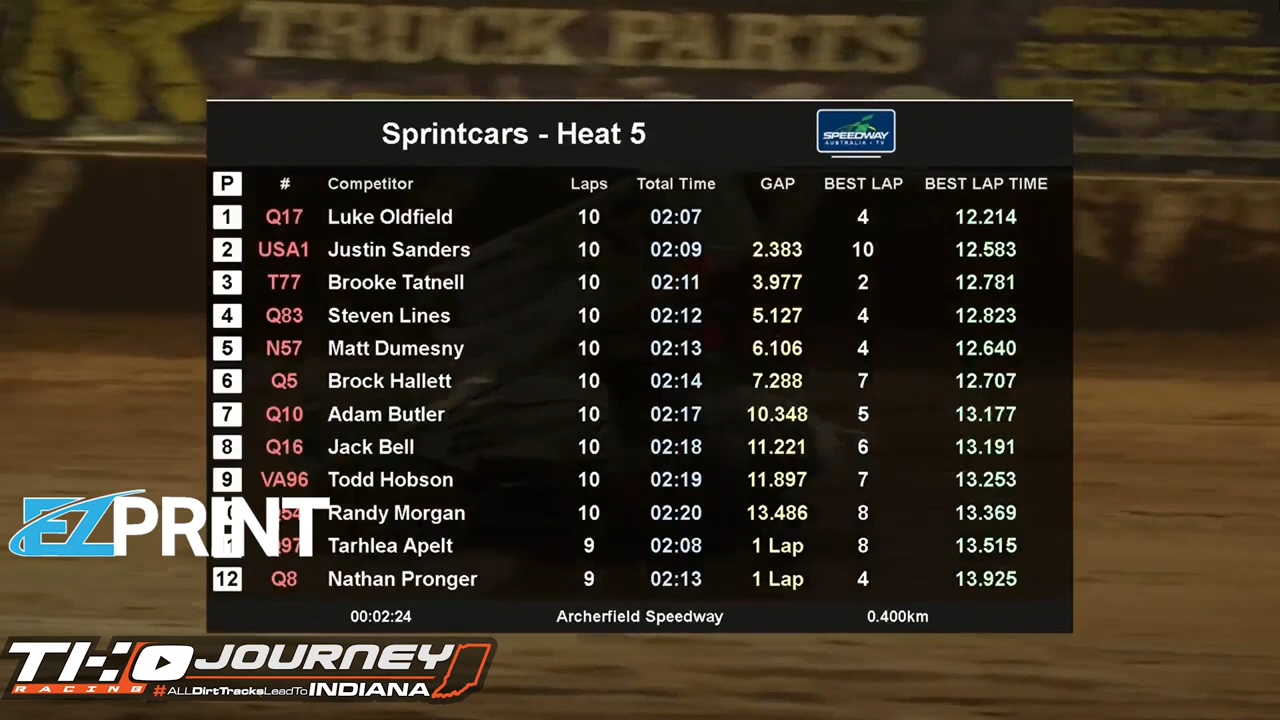 TRUCK PARTS
Sprintcars - Heat 5
SPEEDWAY
AUSTRALIA TV
P # Competitor Laps Total Time GAP BEST LAP BEST LAP TIME
1 Q17 Luke Oldfield 10 02:07 4 12.214
2 USA1 Justin Sanders 10 02:09 2.383 10 12.583
3 T77 Brooke Tatnell 10 02:11 3.977 2 12.781
4 Q83 Steven Lines 10 02:12 5.127 4 12.823
5 N57 Matt Dumesny 10 02:13 6.106 4 12.640
6 Q5 Brock Hallett 10 02:14 7.288 7 12.707
7 Q10 Adam Butler 10 02:17 10.348 5 13.177
8 Q16 Jack Bell 10 02:18 11.221 6 13.191
9 VA96 Todd Hobson 10 02:19 11.897 7 13.253
EZPRINT
Randy Morgan 10 02:20 13.486 8 13.369
Tarhlea Apelt 9 02:08 1 Lap 8 13.515
12 Q8 Nathan Pronger 9 02:13 1 Lap 4 13.925
00:02:24 Archerfield Speedway 0.400km
JOURNEY
RACING #ALLDirtTracksLeadTo INDIANA